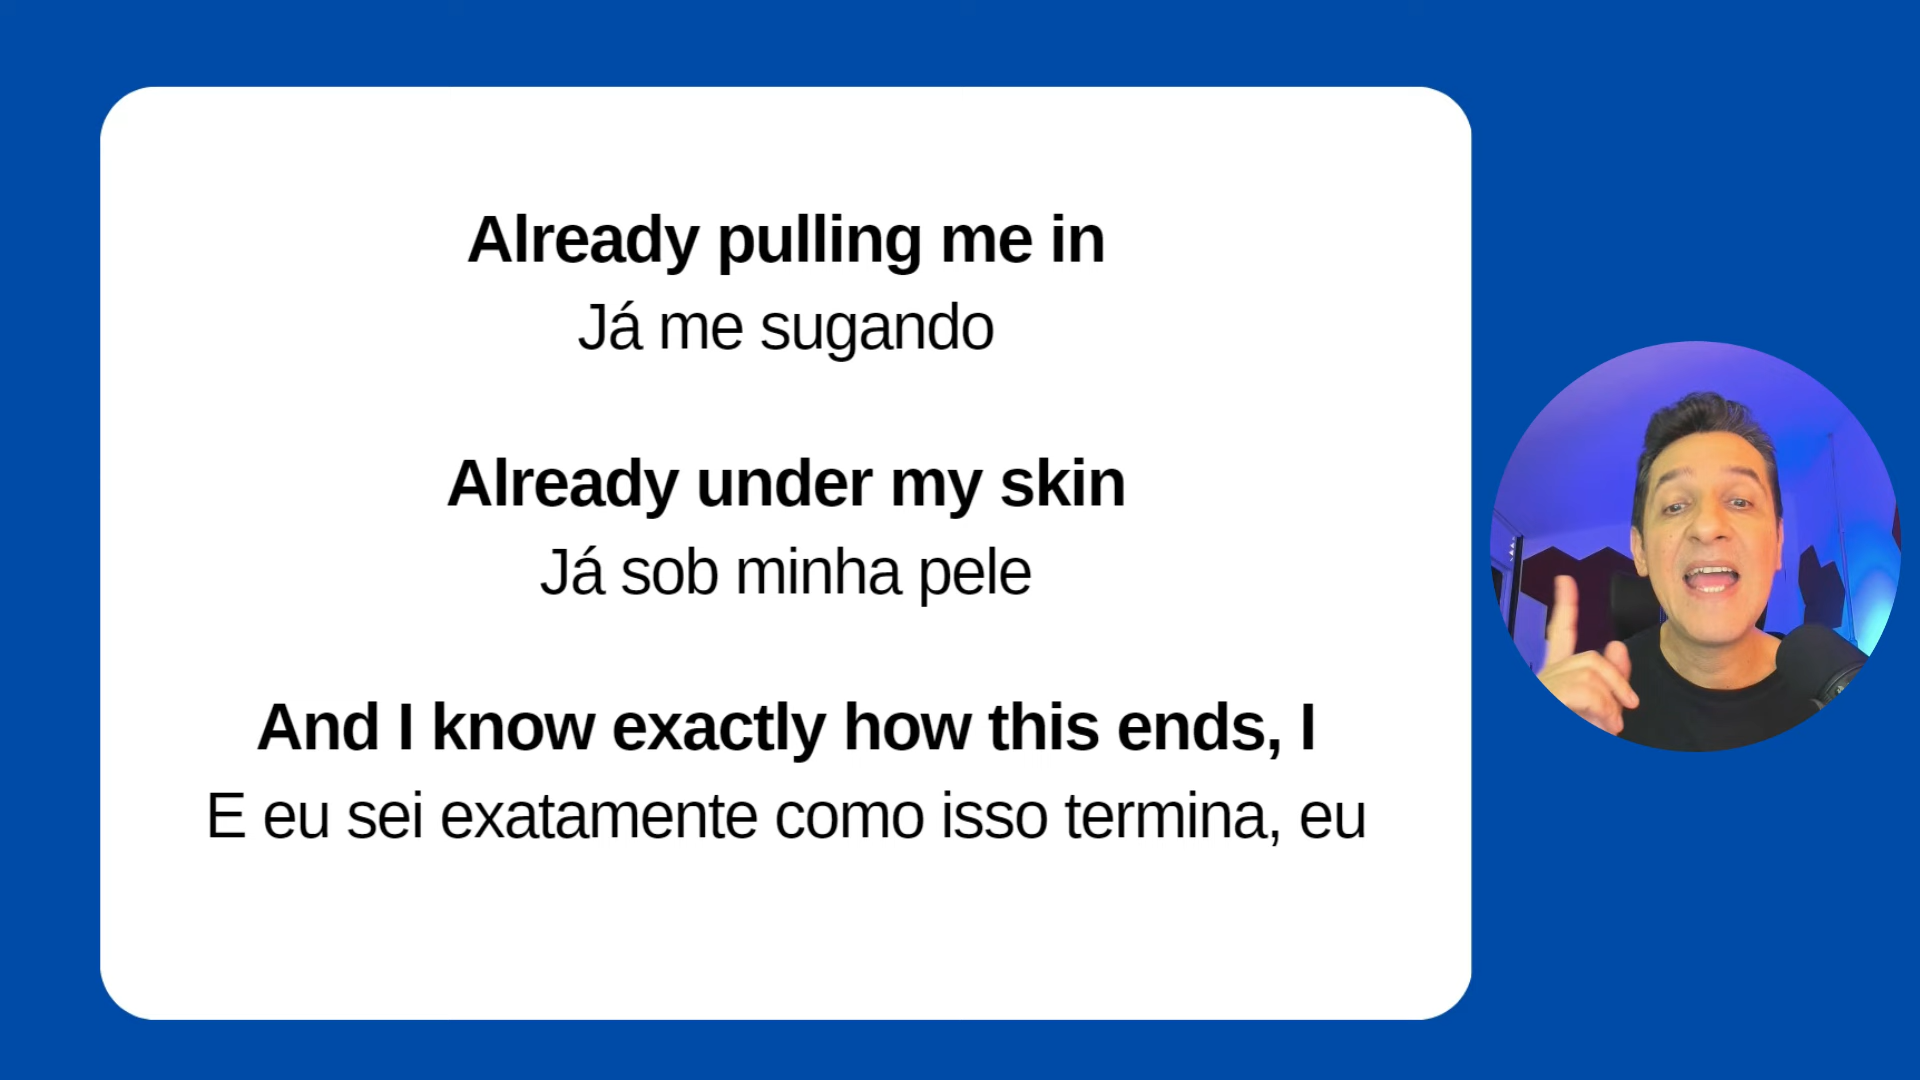 Already pulling me in
Já me sugando
Already under my skin
Já sob minha pele
And I know exactly how this ends, I
E eu sei exatamente como isso termina, eu